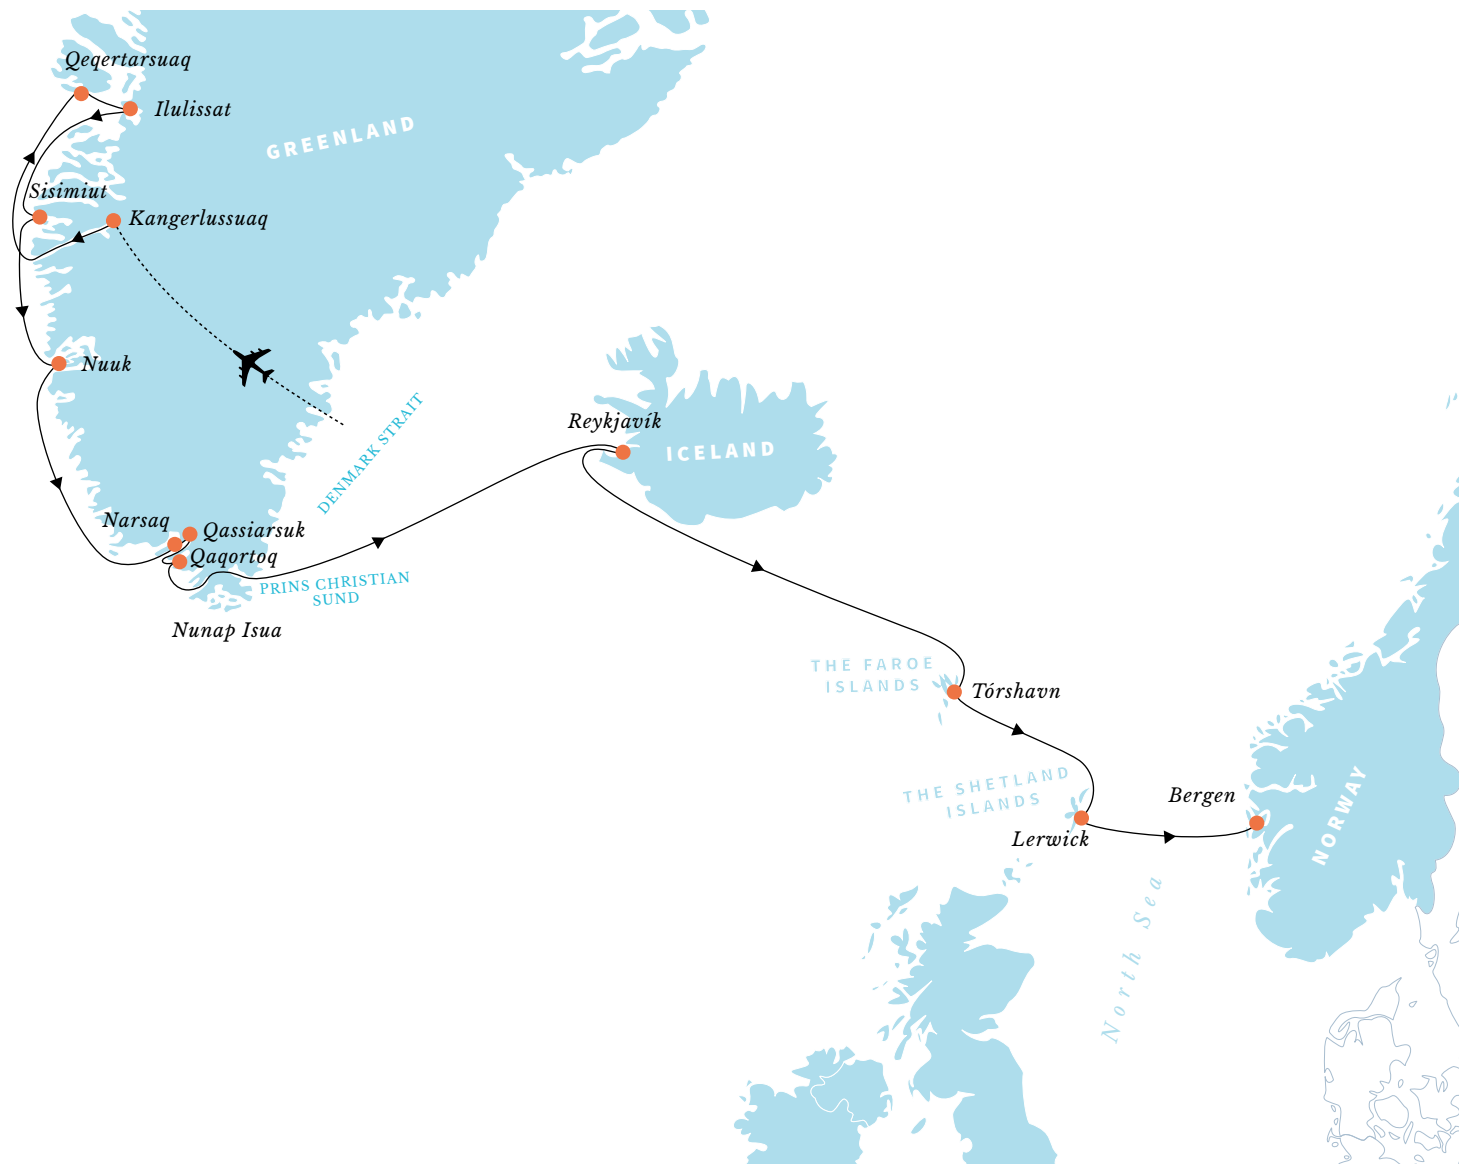 Qeqertarsuaq
Ilulissat
GREENLAND
Sisimiut
Kangerlussuaq
Nuuk
DENMARK STRAIT
Reykjavík
ICELAND
Narsaq
Qassiarsuk
Qaqortoq
PRINS CHRISTIAN
SUND
Nunap Isua
THE FAROE
ISLANDS
Tórshavn
THE SHETLAND
ISLANDS
Bergen
NORWAY
Lerwick
North Sea